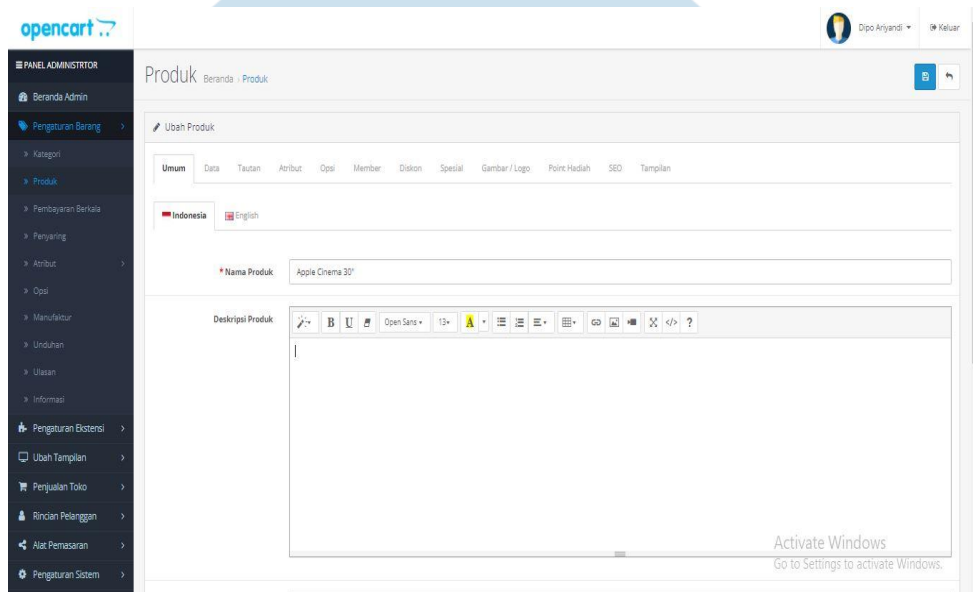 opencart
Dipo Ariyandi
Keluar
PANEL ADMINISTRTOR
Produk Beranda › Produk
Beranda Admin
Pengaturan Barang
Ubah Produk
» Kategori
Umum Data Tautan Atribut Opsi Member Diskon Spesial Gambar / Logo Point Hadiah SEO Tampilan
» Produk
» Pembayaran Berkala
Indonesia English
» Penyaring
» Atribut
* Nama Produk Apple Cinema 30"
» Opsi
» Manufaktur
Deskripsi Produk B U Open Sans 13 A </> ?
» Unduhan
» Ulasan
» Informasi
Pengaturan Ekstensi
Ubah Tampilan
Penjualan Toko
Rincian Pelanggan
Alat Pemasaran
Pengaturan Sistem
Activate Windows
Go to Settings to activate Windows.